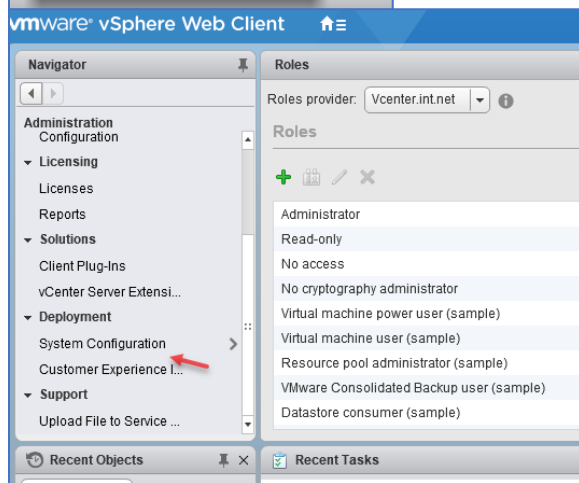 vmware® vSphere Web Client
Navigator
Administration
Configuration
Licensing
Licenses
Reports
Solutions
Client Plug-Ins
vCenter Server Extensi...
Deployment
System Configuration
Customer Experience I...
Support
Upload File to Service ...
Recent Objects
Roles
Roles provider: Vcenter.int.net
Roles
Administrator
Read-only
No access
No cryptography administrator
Virtual machine power user (sample)
Virtual machine user (sample)
Resource pool administrator (sample)
VMware Consolidated Backup user (sample)
Datastore consumer (sample)
Recent Tasks